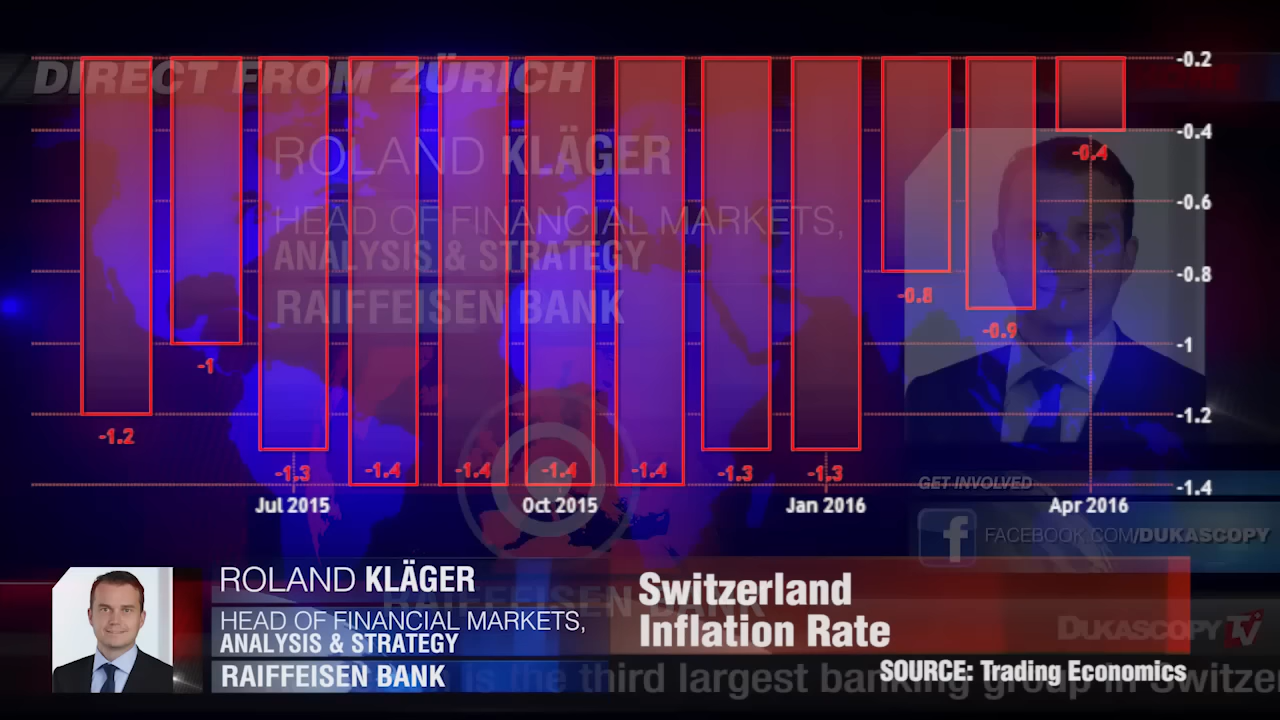 DIRECT FROM ZÜRICH
ROLAND KLÄGER
HEAD OF FINANCIAL MARKETS,
ANALYSIS & STRATEGY
RAIFFEISEN BANK
-0.2
-0.4
-0.6
-0.8
-1
-1.2
-1.4
-1.2
-1
-1.3
-1.4
-1.4
-1.4
-1.4
-1.3
-1.3
-0.8
-0.9
-0.4
Jul 2015
Oct 2015
Jan 2016
Apr 2016
GET INVOLVED
FACEBOOK.COM/DUKASCOPY
ROLAND KLÄGER
HEAD OF FINANCIAL MARKETS,
ANALYSIS & STRATEGY
RAIFFEISEN BANK
RAIFFEISEN BANK
Switzerland
Inflation Rate
DUKASCOPY TV
SOURCE: Trading Economics
is the third largest banking group in Switzer